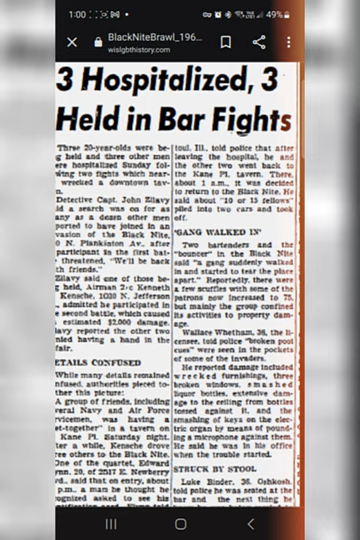 1:00
49%
BlackNiteBrawl_196...
wislgbthistory.com
3 Hospitalized, 3
Held in Bar Fights
Three 20-year-olds were be-
g held and three other men
ere hospitalized Sunday fol-
wing two fights which near-
wrecked a downtown tav-
n.
Detective Capt. John Zilavy
id a search was on for as
any as a dozen other men
ported to have joined in an
vasion of the Black Nite,
0 N. Plankinton Av., after
participant in the first bat-
threatened, "We'll be back
th friends."
Zilavy said one of those be-
g held, Airman 2-c Kenneth
Kensche, 1030 N. Jefferson
, admitted he participated in
e second battle, which caused
estimated $2,000 damage.
lavy reported the other two
nied having a hand in the
fair.
ETAILS CONFUSED
While many details remained
nfused, authorities pieced to-
ther this picture:
A group of friends, including
veral Navy and Air Force
rvicemen, was having a
et-together" in a tavern on
Kane Pl. Saturday night.
ter a while, Kensche drove
ree others to the Black Nite.
One of the quartet, Edward
nn, 20, of 2517 E. Newberry
vd., said that on entry, about
p.m., a man he thought he
cognized asked to see his
toul, Ill., told police that after
leaving the hospital, he and
the other two went back to
the Kane Pl. tavern. There,
about 1 a.m., it was decided
to return to the Black Nite. He
said about "10 or 15 fellows"
piled into two cars and took
off.
'GANG WALKED IN'
Two bartenders and the
"bouncer" in the Black Nite
said "a gang suddenly walked
in and started to tear the place
apart." Reportedly, there were
a few scuffles with some of the
patrons now increased to 75,
but mainly the group confined
its activities to property dam-
age.
Wallace Whetham, 36, the li-
censee, told police "broken pool
cues" were seen in the pockets
of some of the invaders.
He reported damage included
wrecked furnishings, three
broken windows, smashed
liquor bottles, extensive dam-
age to the ceiling from bottles
tossed against it, and the
smashing of keys on the elec-
tric organ by means of pound-
ing a microphone against them.
He said he was in his office
when the trouble started.
STRUCK BY STOOL
Luke Binder, 36, Oshkosh,
told police he was seated at the
bar and the next thing he